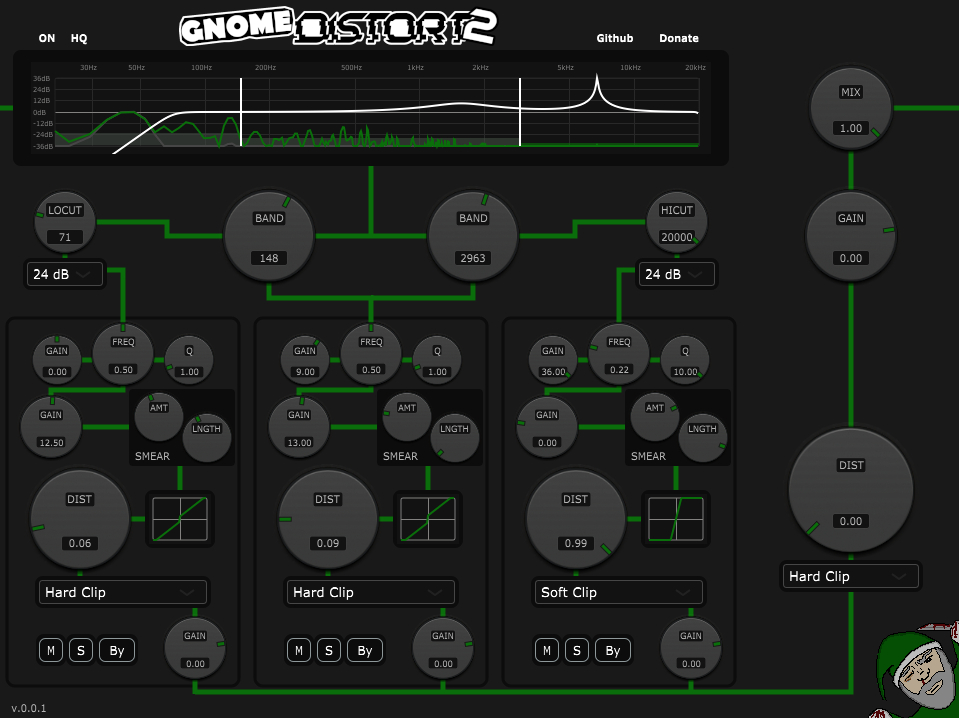 GNOME DISTORT 2
ON HQ Github Donate
30Hz 50Hz 100Hz 200Hz 500Hz 1kHz 2kHz 5kHz 10kHz 20kHz
36dB
24dB
12dB
0dB
-12dB
-24dB
-36dB
MIX
1.00
LOCUT BAND BAND HICUT GAIN
71 148 2963 20000 0.00
24 dB 24 dB
GAIN FREQ Q GAIN FREQ Q GAIN FREQ Q
0.00 0.50 1.00 9.00 0.50 1.00 36.00 0.22 10.00
GAIN AMT LNGTH GAIN AMT LNGTH GAIN AMT LNGTH
12.50 SMEAR 13.00 SMEAR 0.00 SMEAR
DIST DIST DIST DIST
0.06 0.09 0.99 0.00
Hard Clip Hard Clip Soft Clip Hard Clip
GAIN GAIN GAIN
M S By M S By M S By
0.00 0.00 0.00
v.0.0.1